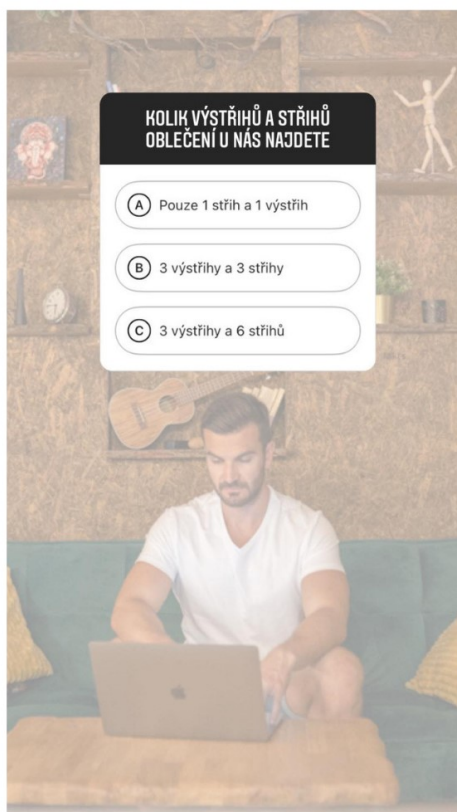 KOLIK VÝSTŘIHŮ A STŘIHŮ
OBLEČENÍ U NÁS NAJDETE
A Pouze 1 střih a 1 výstřih
B 3 výstřihy a 3 střihy
C 3 výstřihy a 6 střihů